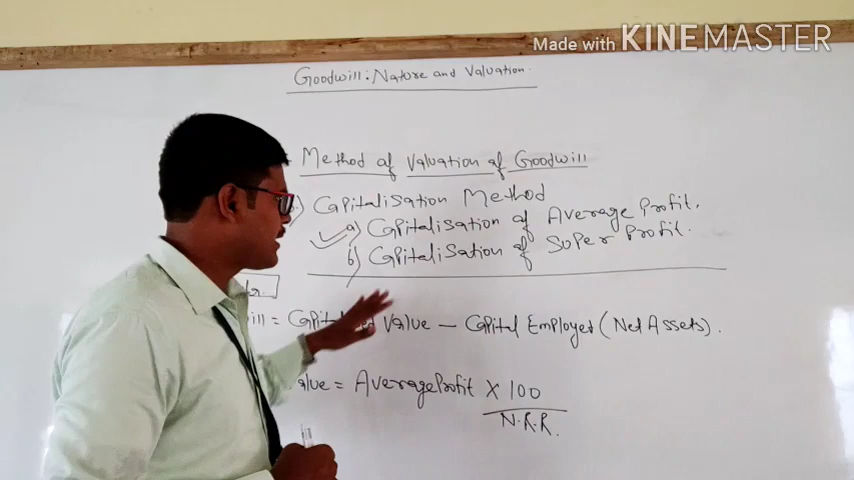 Made with KINEMASTER
Goodwill: Nature and Valuation.
Method of Valuation of Goodwill
) Capitalisation Method
a) Capitalisation of Average Profit.
b) Capitalisation of Super Profit.
= Value - Capital Employed (Net Assets).
= Average Profit X 100
N.R.R.